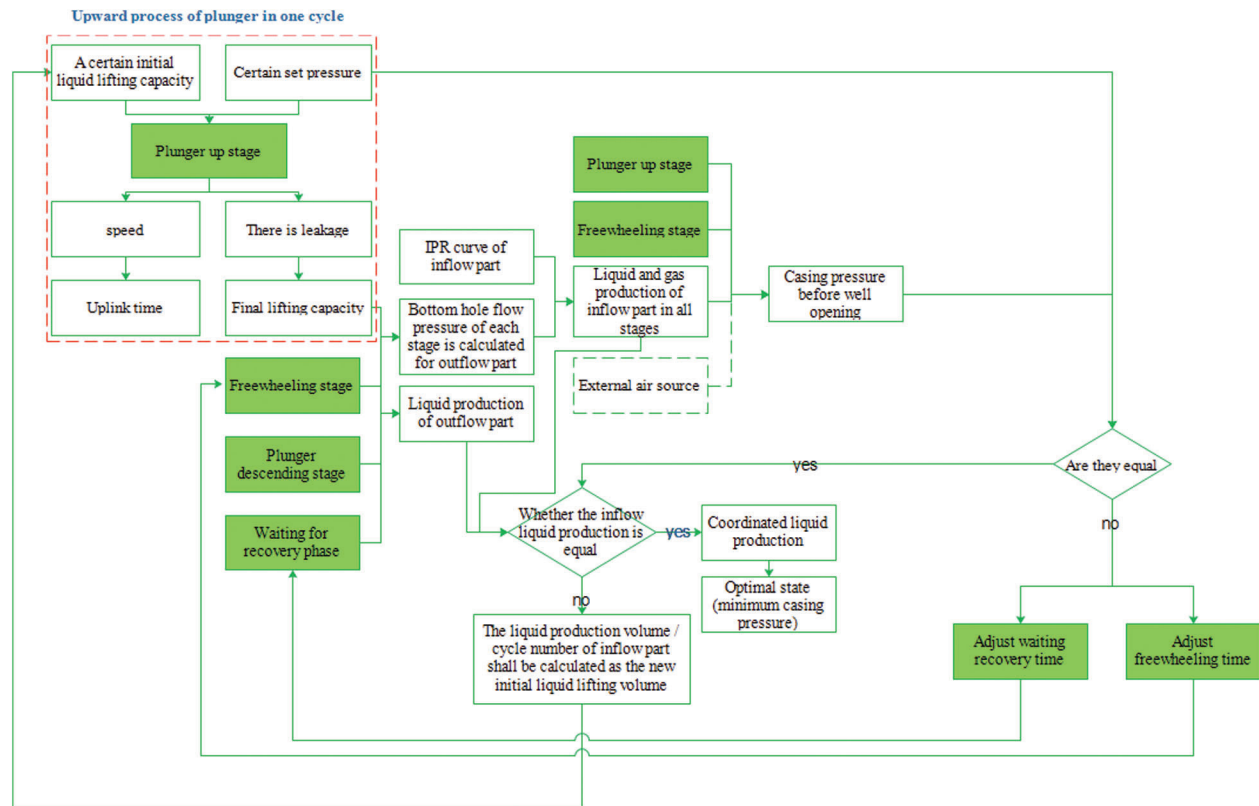 Upward process of plunger in one cycle
A certain initial
liquid lifting capacity
Certain set pressure
Plunger up stage
speed
There is leakage
Uplink time
Final lifting capacity
Freewheeling stage
Plunger
descending stage
Waiting for
recovery phase
IPR curve of
inflow part
Bottom hole flow
pressure of each
stage is calculated
for outflow part
Liquid production
of outflow part
Plunger up stage
Freewheeling stage
Liquid and gas
production of
inflow part in all
stages
External air source
Casing pressure
before well
opening
Are they equal
yes
no
Whether the inflow
liquid production is
equal
yes
no
Coordinated liquid
production
Optimal state
(minimum casing
pressure)
The liquid production volume /
cycle number of inflow part
shall be calculated as the new
initial liquid lifting volume
Adjust waiting
recovery time
Adjust
freewheeling time